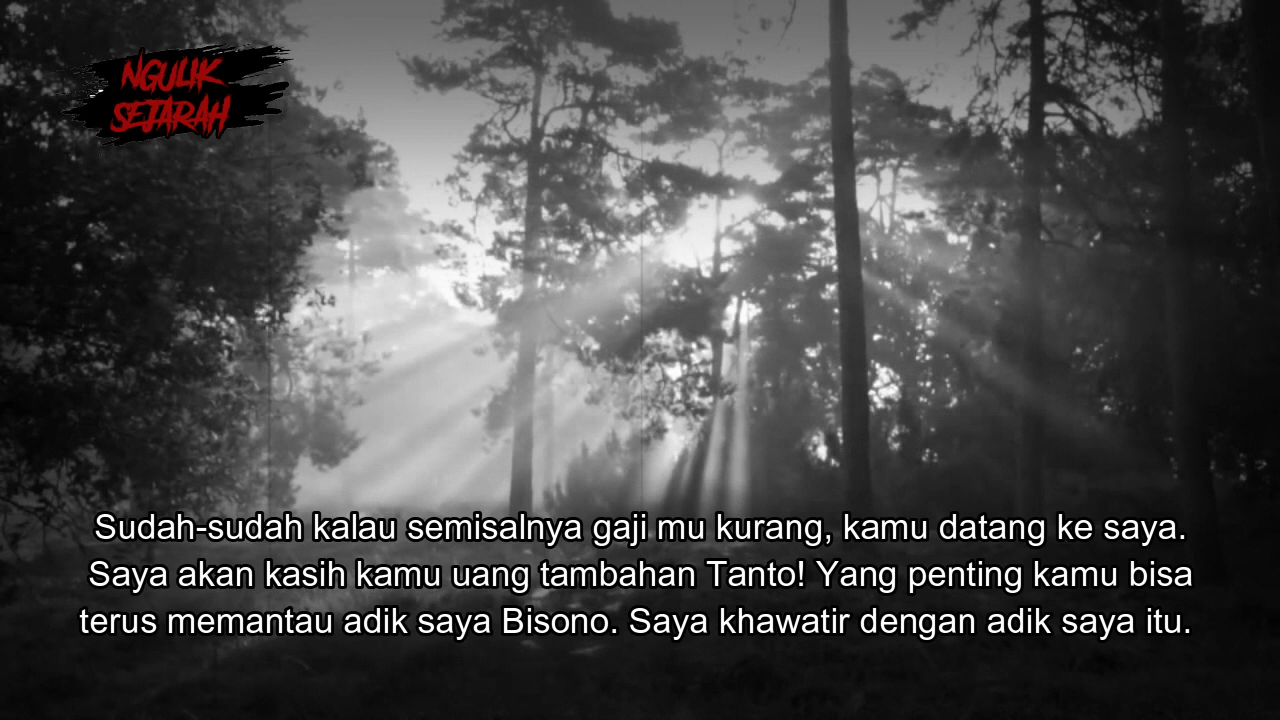 NGULIK
SEJARAH
Sudah-sudah kalau semisalnya gaji mu kurang, kamu datang ke saya.
Saya akan kasih kamu uang tambahan Tanto! Yang penting kamu bisa
terus memantau adik saya Bisono. Saya khawatir dengan adik saya itu.